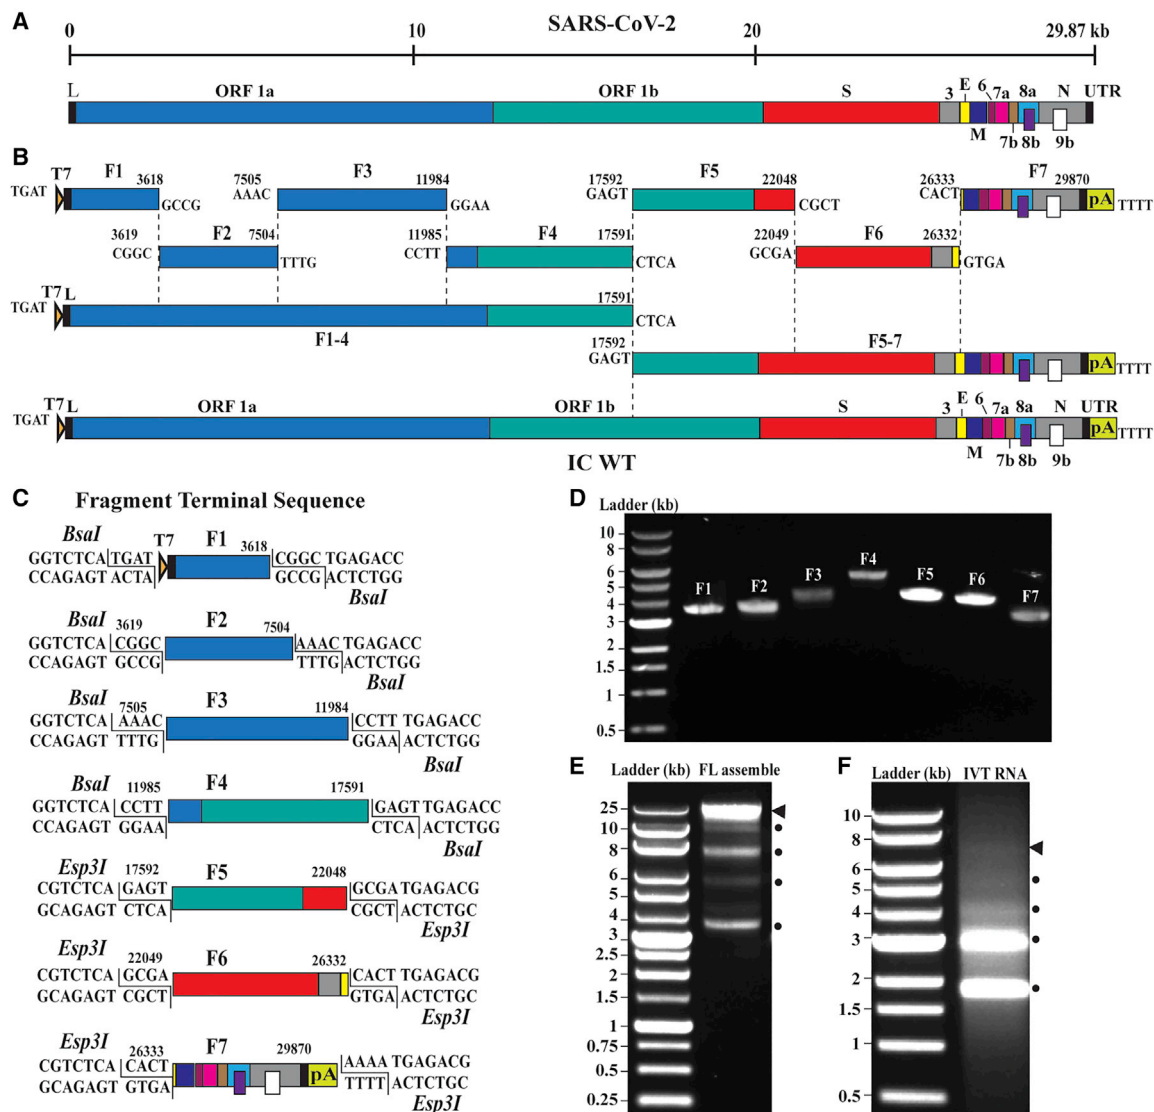 A
SARS-CoV-2
0 10 20 29.87 kb
L ORF 1a ORF 1b S 3 E 6 7a 8a N UTR
M 7b 8b 9b
B
T7 F1 3618 7505 F3 11984 17592 F5 22048 26333 F7 29870
TGAT GCCG AAAC GGAA GAGT CGCT CACT pA TTTT
3619 F2 7504 11985 F4 17591 22049 F6 26332
CGGC TTTG CCTT CTCA GCGA GTGA
T7 L 17591
TGAT CTCA
F1-4 17592 F5-7
GAGT pA TTTT
T7 L ORF 1a ORF 1b S 3 E 6 7a 8a N UTR
TGAT pA TTTT
IC WT M 7b 8b 9b
C
Fragment Terminal Sequence
BsaI T7 F1 3618
GGTCTCA TGAT CGGC TGAGACC
CCAGAGT ACTA GCCG ACTCTGG
BsaI
BsaI 3619 F2 7504
GGTCTCA CGGC AAAC TGAGACC
CCAGAGT GCCG TTTG ACTCTGG
BsaI
BsaI 7505 F3 11984
GGTCTCA AAAC CCTT TGAGACC
CCAGAGT TTTG GGAA ACTCTGG
BsaI
BsaI 11985 F4 17591
GGTCTCA CCTT GAGT TGAGACC
CCAGAGT GGAA CTCA ACTCTGG
BsaI
Esp3I 17592 F5 22048
CGTCTCA GAGT GCGA TGAGACG
GCAGAGT CTCA CGCT ACTCTGC
Esp3I
Esp3I 22049 F6 26332
CGTCTCA GCGA CACT TGAGACG
GCAGAGT CGCT GTGA ACTCTGC
Esp3I
Esp3I 26333 F7 29870
CGTCTCA CACT pA AAAA TGAGACG
GCAGAGT GTGA TTTT ACTCTGC
Esp3I
D
Ladder (kb)
10
8
6
5
4
3
2
1.5
1
0.5
F1 F2 F3 F4 F5 F6 F7
E
Ladder (kb) FL assemble
25
10
8
6
5
4
3
2.5
2
1.5
1
0.75
0.5
0.25
F
Ladder (kb) IVT RNA
10
8
6
5
4
3
2
1.5
1
0.5